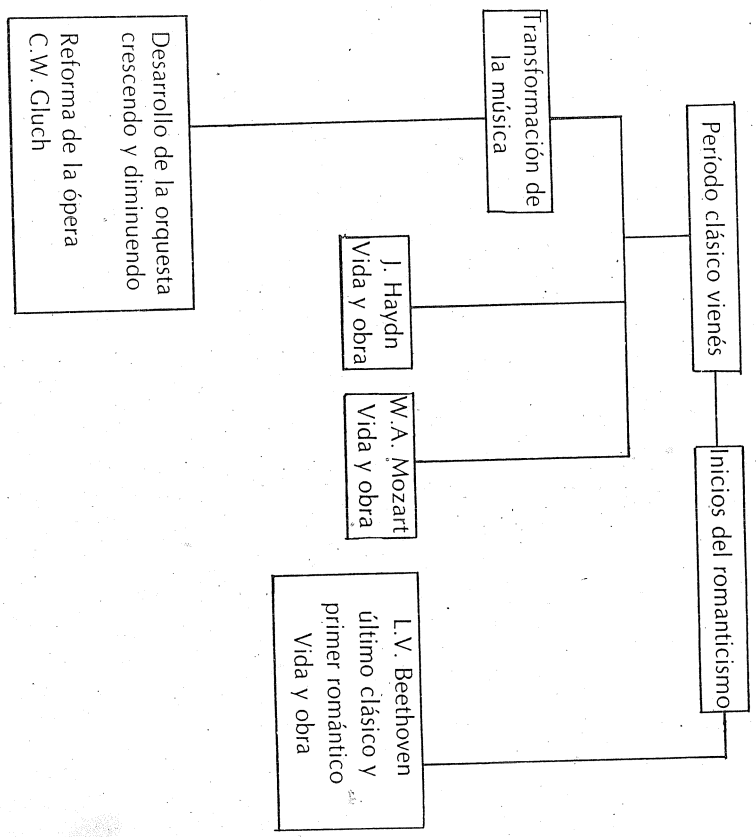 Período clásico vienés
Inicios del romanticismo
Transformación de
la música
J. Haydn
Vida y obra
W.A. Mozart
Vida y obra
L.V. Beethoven
último clásico y
primer romántico
Vida y obra
Desarrollo de la orquesta
crescendo y diminuendo
Reforma de la ópera
C.W. Gluch